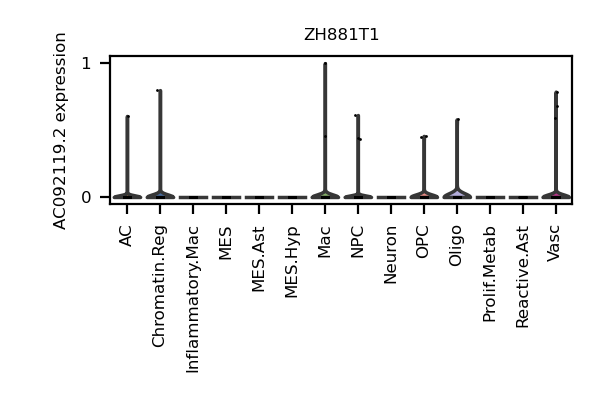 ZH881T1
AC092119.2 expression
1
0
AC
Chromatin.Reg
Inflammatory.Mac
MES
MES.Ast
MES.Hyp
Mac
NPC
Neuron
OPC
Oligo
Prolif.Metab
Reactive.Ast
Vasc